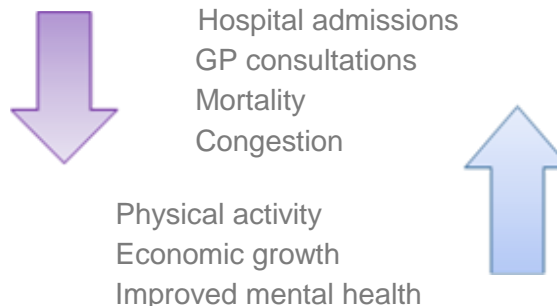 Hospital admissions
GP consultations
Mortality
Congestion
Physical activity
Economic growth
Improved mental health